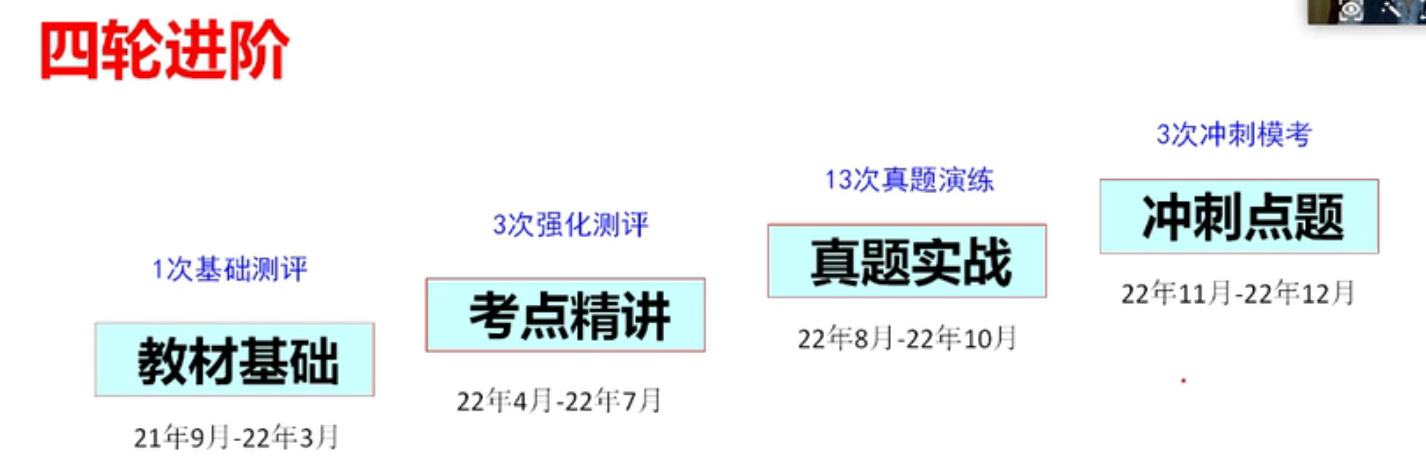 四轮进阶
1次基础测评
教材基础
21年9月-22年3月
3次强化测评
考点精讲
22年4月-22年7月
13次真题演练
真题实战
22年8月-22年10月
3次冲刺模考
冲刺点题
22年11月-22年12月